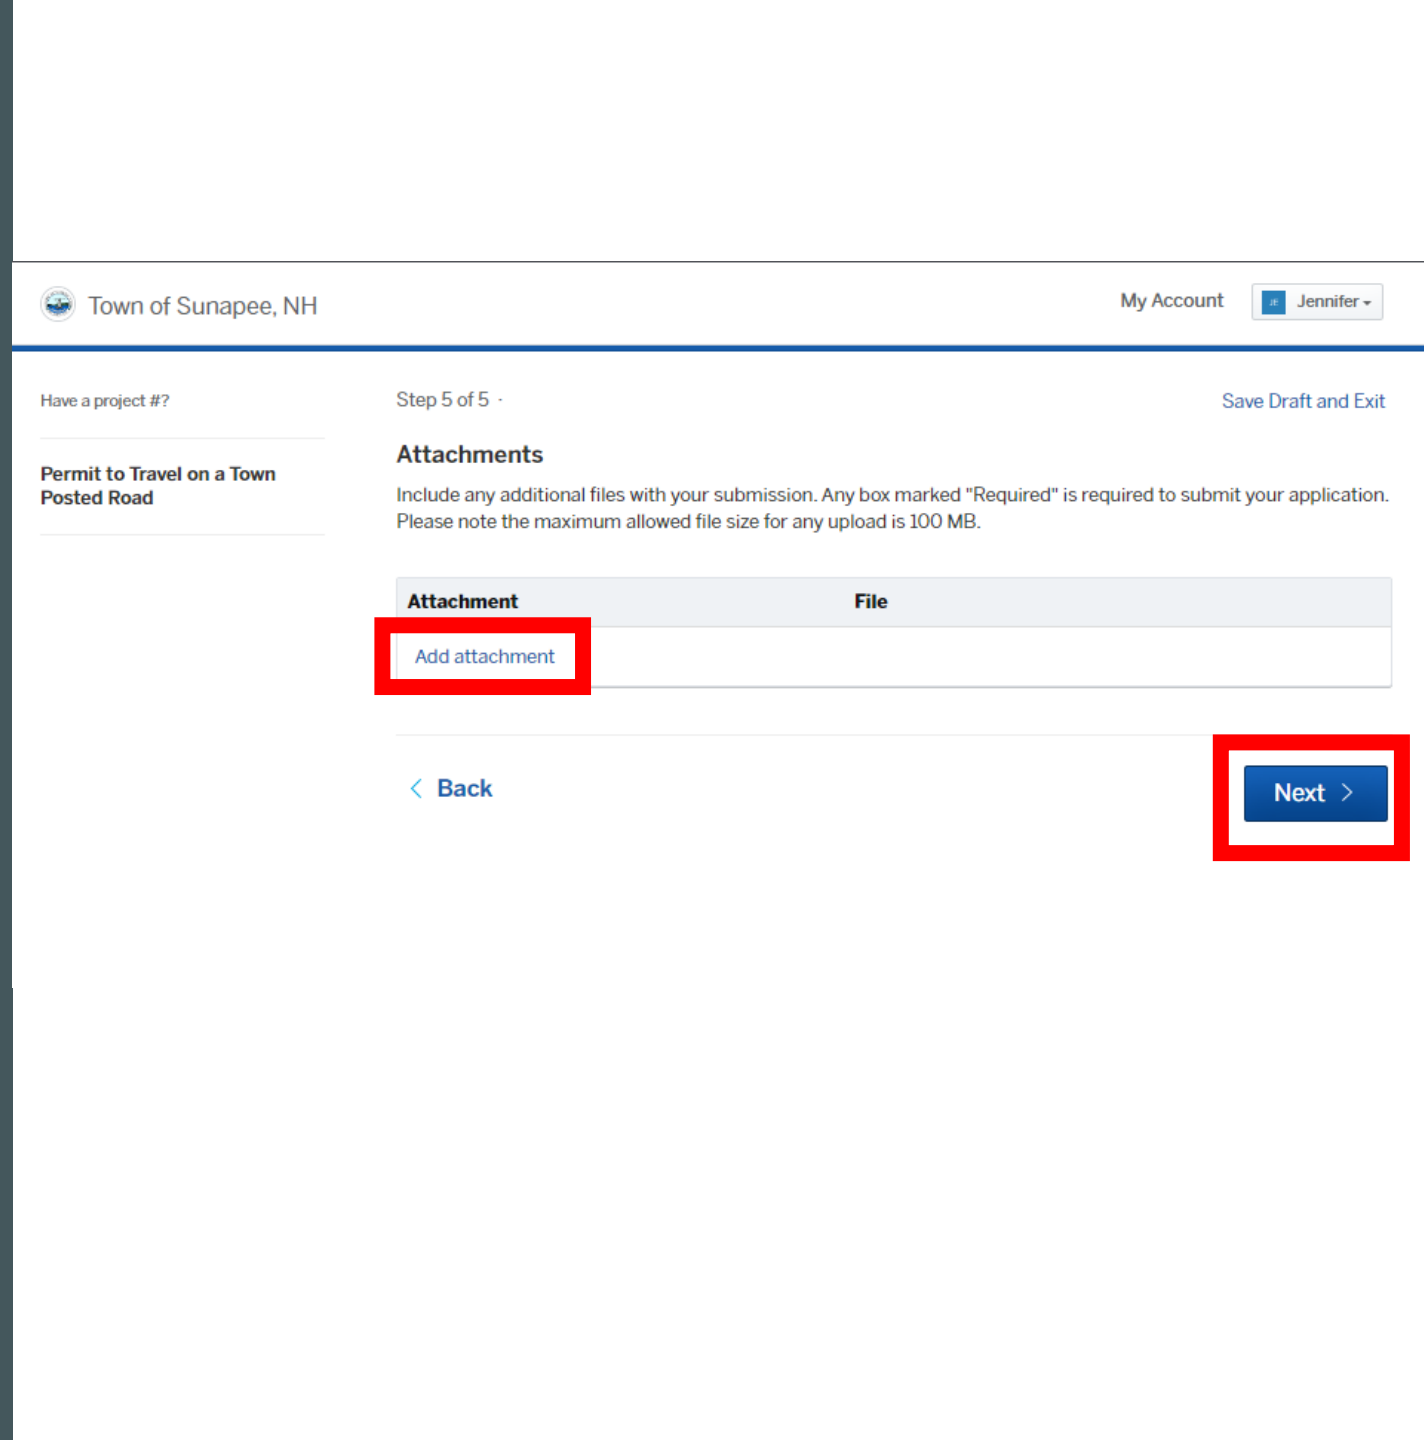 Town of Sunapee, NH
My Account
JE Jennifer
Have a project #?
Permit to Travel on a Town
Posted Road
Step 5 of 5 ·
Save Draft and Exit
Attachments
Include any additional files with your submission. Any box marked "Required" is required to submit your application.
Please note the maximum allowed file size for any upload is 100 MB.
Attachment File
Add attachment
Back
Next